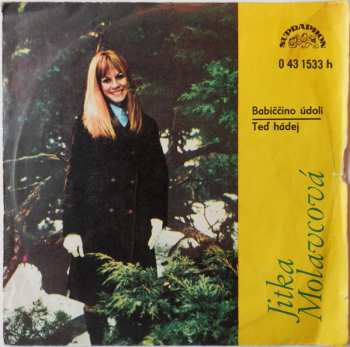 SUPRAPHON
0 43 1533 h
Babiččino údolí
Teď hádej
Jitka
Molavcová